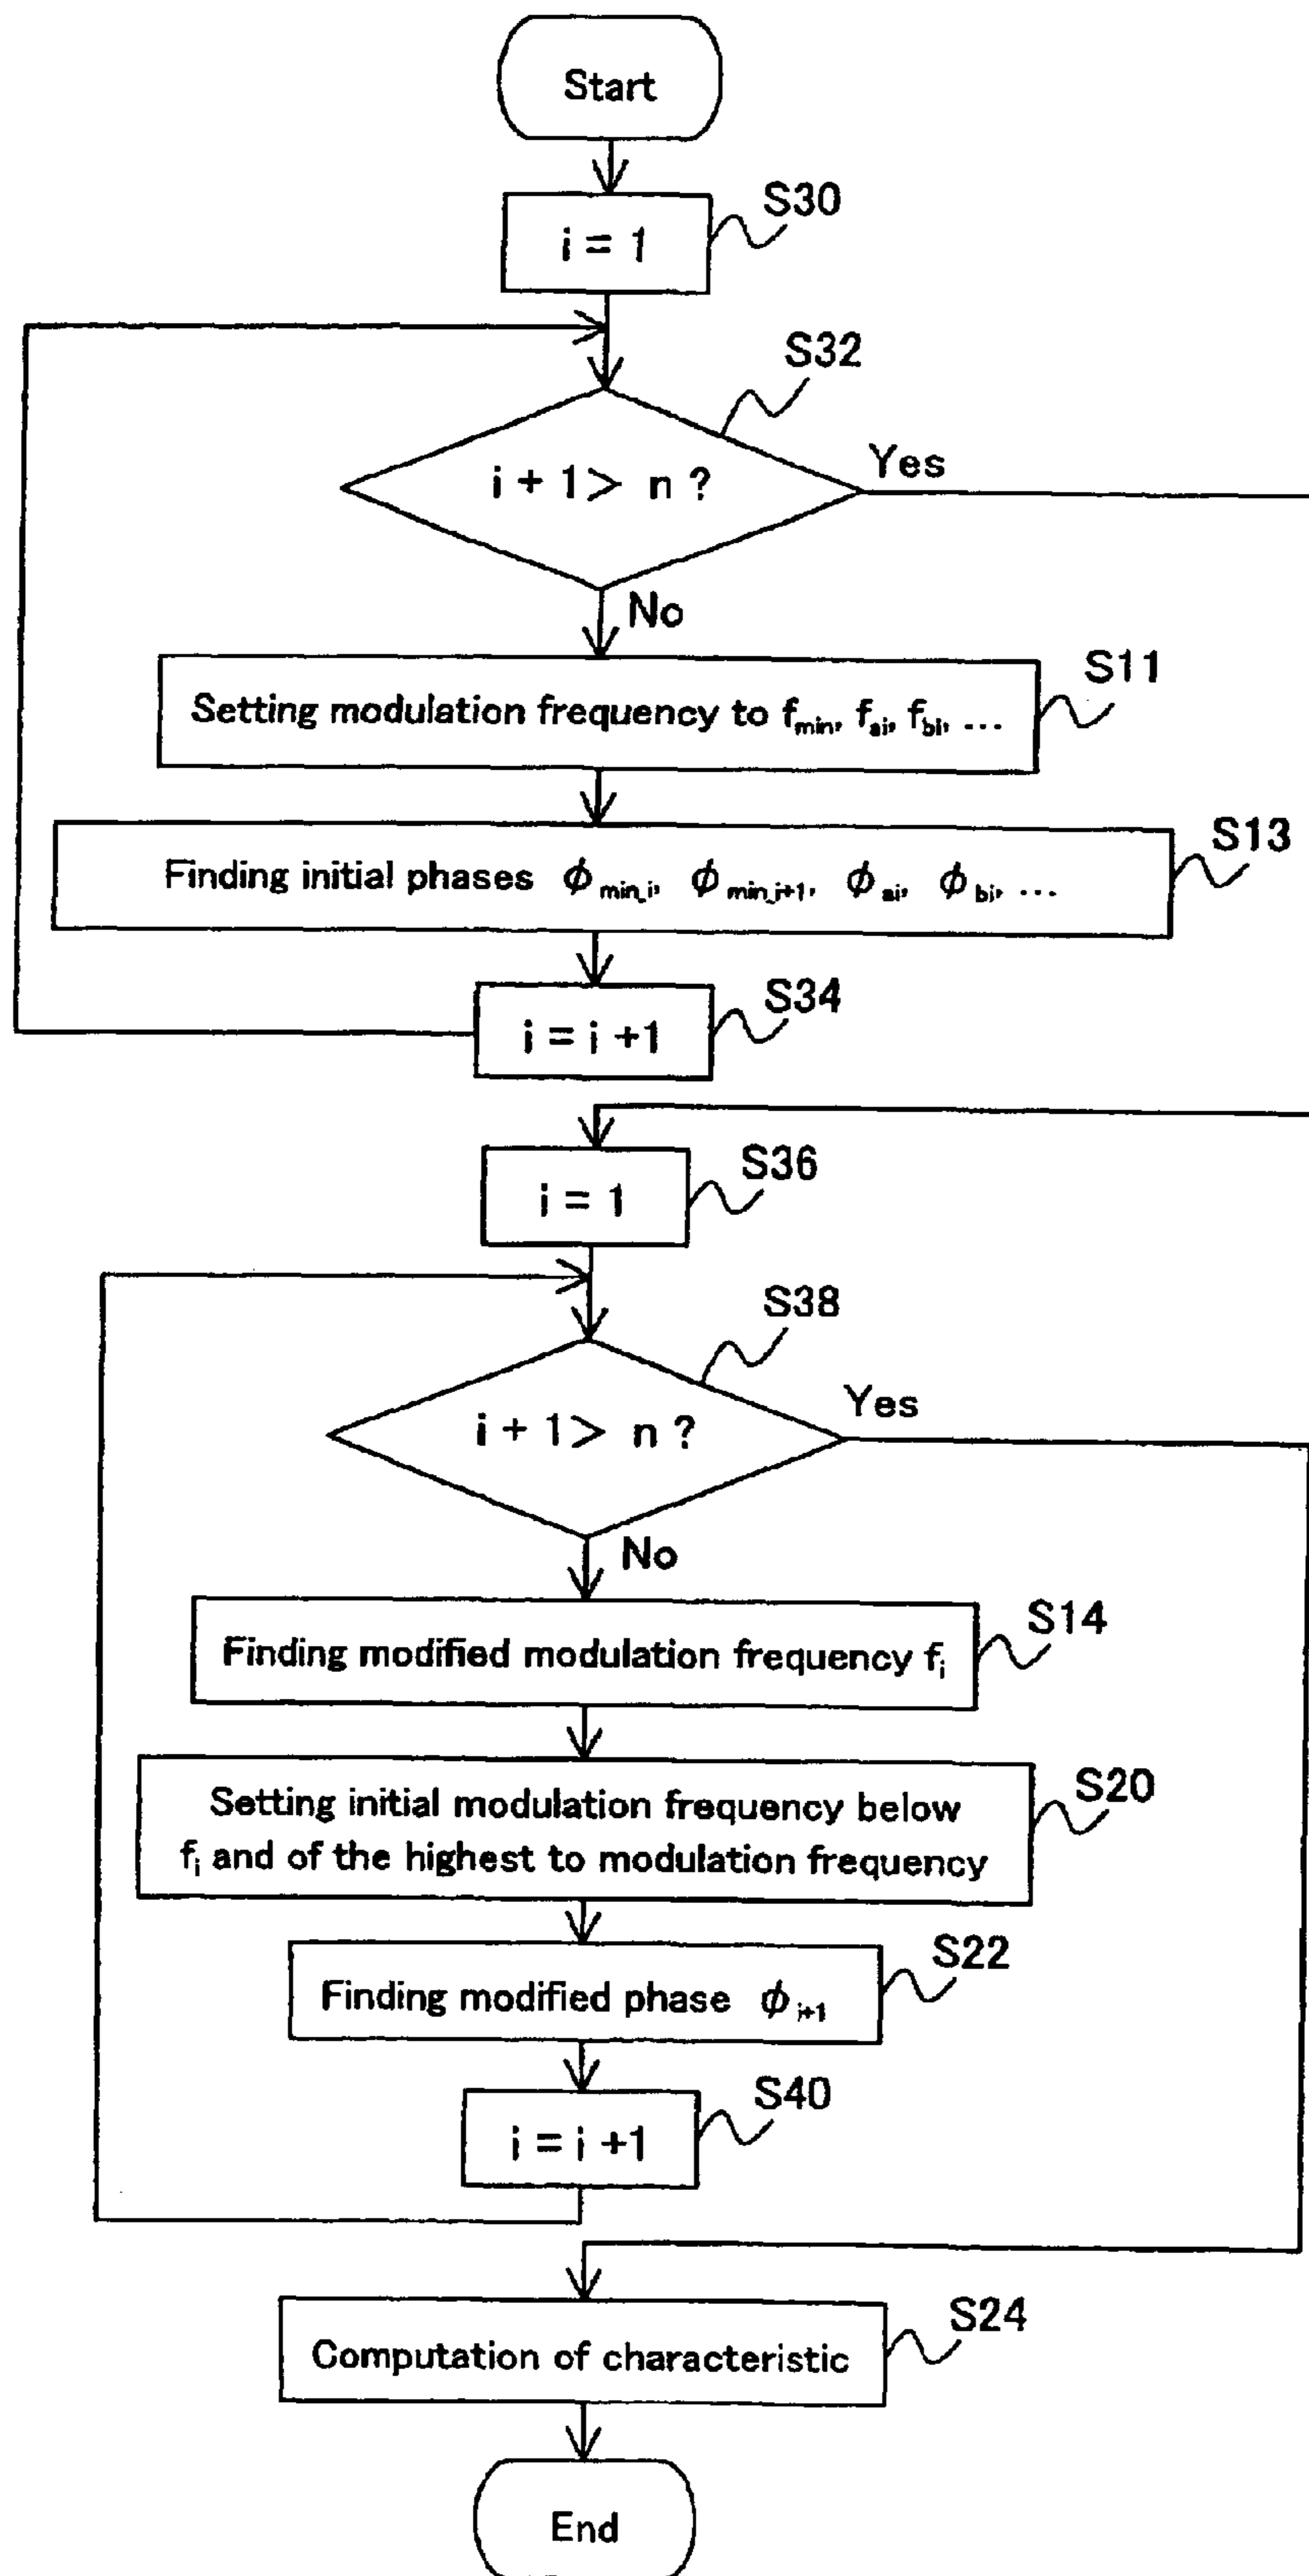 Start
S30
i = 1
S32
i + 1 > n ?
Yes
No
S11
Setting modulation frequency to f_min, f_ai, f_bi, ...
S13
Finding initial phases ϕ_min_i, ϕ_min_i+1, ϕ_ai, ϕ_bi, ...
S34
i = i +1
S36
i = 1
S38
i + 1 > n ?
Yes
No
S14
Finding modified modulation frequency f_i
S20
Setting initial modulation frequency below
f_i and of the highest to modulation frequency
S22
Finding modified phase ϕ_i+1
S40
i = i +1
S24
Computation of characteristic
End